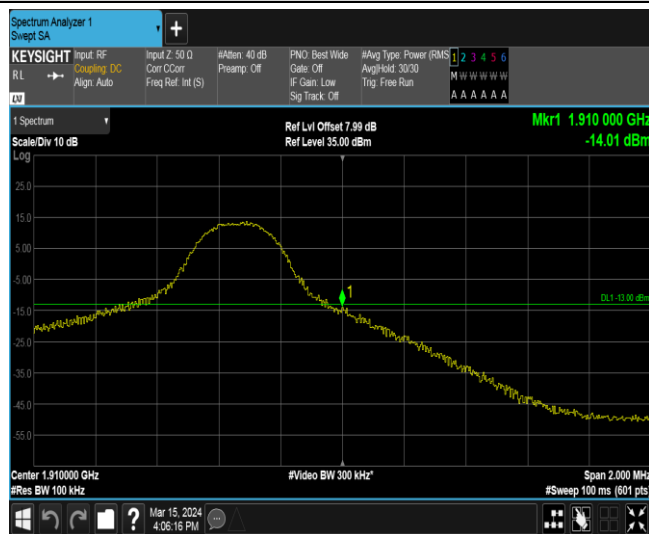 Spectrum Analyzer 1
Swept SA
KEYSIGHT
RL
LXI
Input: RF
Coupling: DC
Align: Auto
Input Z: 50 Ω
Corr CCorr
Freq Ref: Int (S)
#Atten: 40 dB
Preamp: Off
PNO: Best Wide
Gate: Off
IF Gain: Low
Sig Track: Off
#Avg Type: Power (RMS
Avg|Hold: 30/30
Trig: Free Run
1 2 3 4 5 6
M W W W W W
A A A A A A
1 Spectrum
Scale/Div 10 dB
Log
Ref Lvl Offset 7.99 dB
Ref Level 35.00 dBm
Mkr1 1.910 000 GHz
-14.01 dBm
25.0
15.0
5.00
-5.00
-15.0
-25.0
-35.0
-45.0
-55.0
1
DL1 -13.00 dBm
Center 1.910000 GHz
#Res BW 100 kHz
#Video BW 300 kHz*
Span 2.000 MHz
#Sweep 100 ms (601 pts)
?
Mar 15, 2024
4:06:16 PM